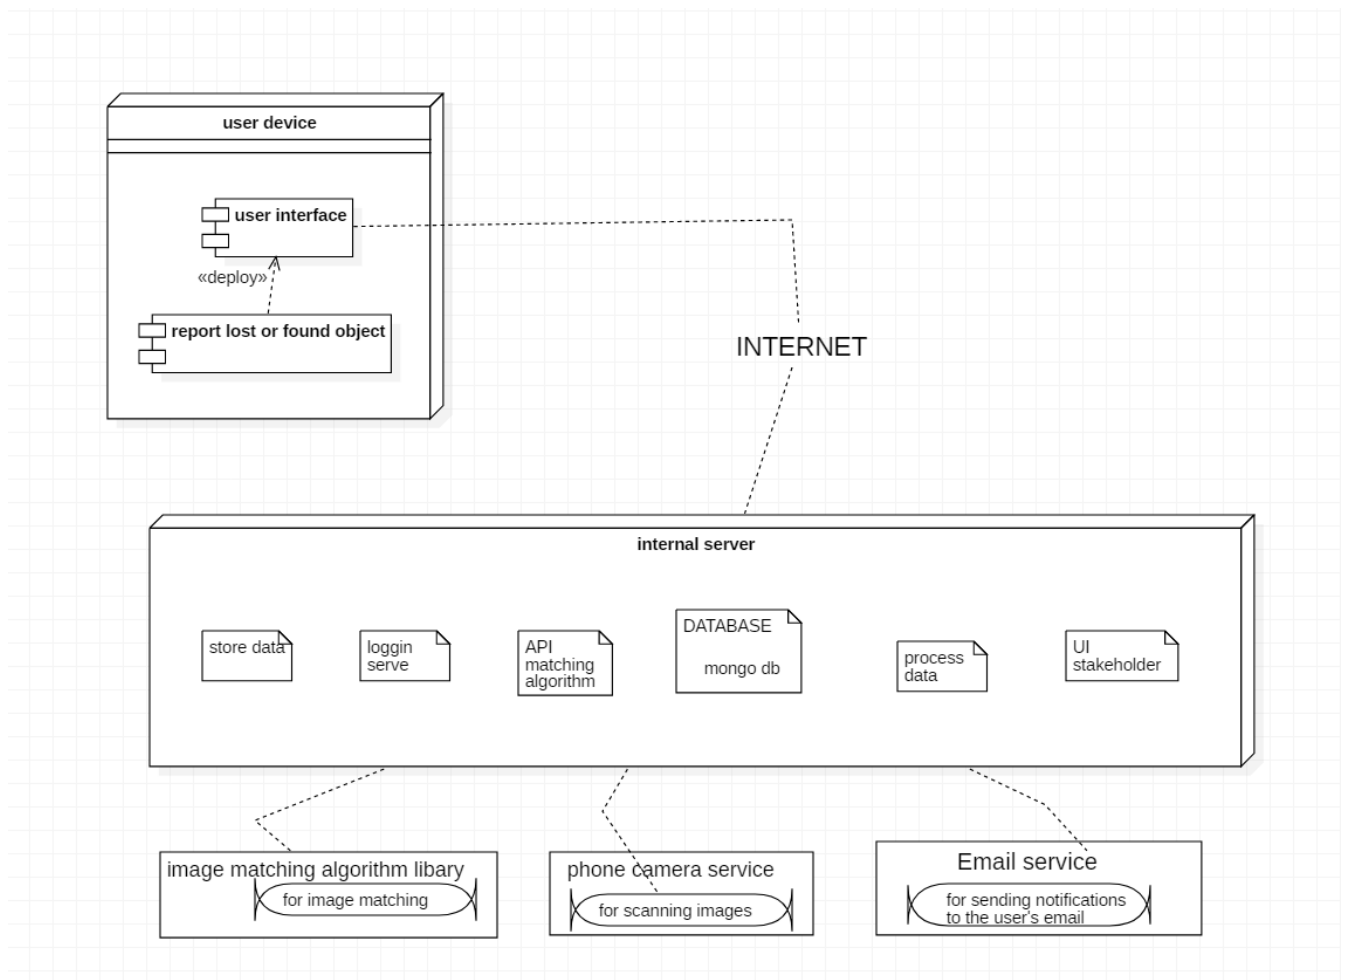 user device
user interface
«deploy»
report lost or found object
INTERNET
internal server
store data
loggin
serve
API
matching
algorithm
DATABASE
mongo db
process
data
UI
stakeholder
image matching algorithm libary
for image matching
phone camera service
for scanning images
Email service
for sending notifications
to the user's email